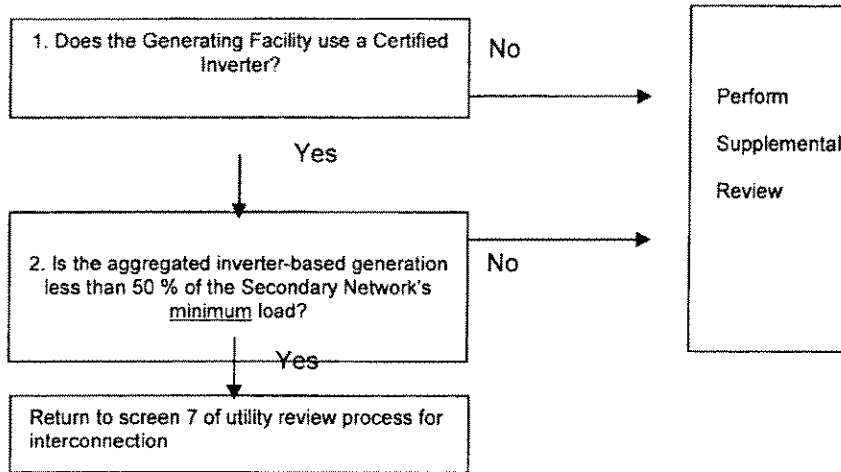 1. Does the Generating Facility use a Certified
Inverter?
No
Perform
Supplemental
Review
Yes
2. Is the aggregated inverter-based generation
less than 50 % of the Secondary Network's
minimum load?
No
Yes
Return to screen 7 of utility review process for
interconnection